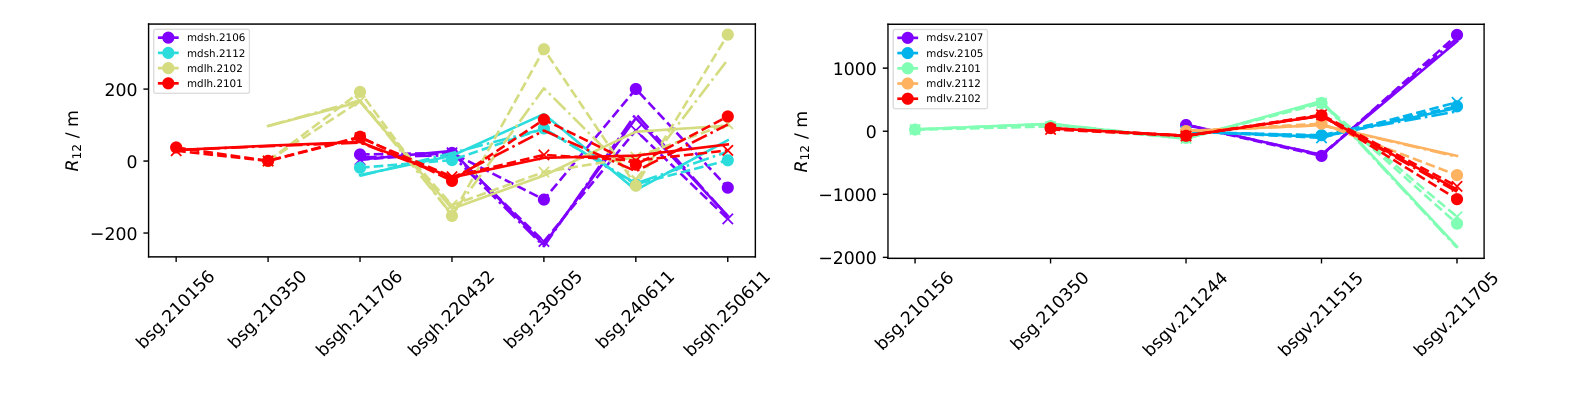 mdsh.2106
mdsh.2112
mdlh.2102
mdlh.2101
200
0
−200
R12 / m
bsg.210156
bsg.210350
bsgh.211706
bsgh.220432
bsg.230505
bsg.240611
bsgh.250611
mdsv.2107
mdsv.2105
mdlv.2101
mdlv.2112
mdlv.2102
1000
0
−1000
−2000
R12 / m
bsg.210156
bsg.210350
bsgv.211244
bsgv.211515
bsgv.211705